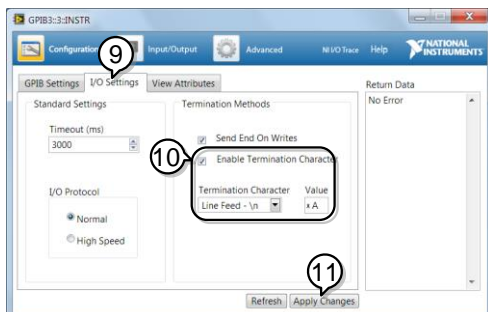 GPIB3::3::INSTR
Configuration Input/Output Advanced NI I/O Trace Help NATIONAL INSTRUMENTS
9
GPIB Settings I/O Settings View Attributes
Return Data
No Error
Standard Settings
Timeout (ms)
3000
I/O Protocol
Normal
High Speed
Termination Methods
Send End On Writes
10
Enable Termination Character
Termination Character Value
Line Feed - \n x A
11
Refresh Apply Changes